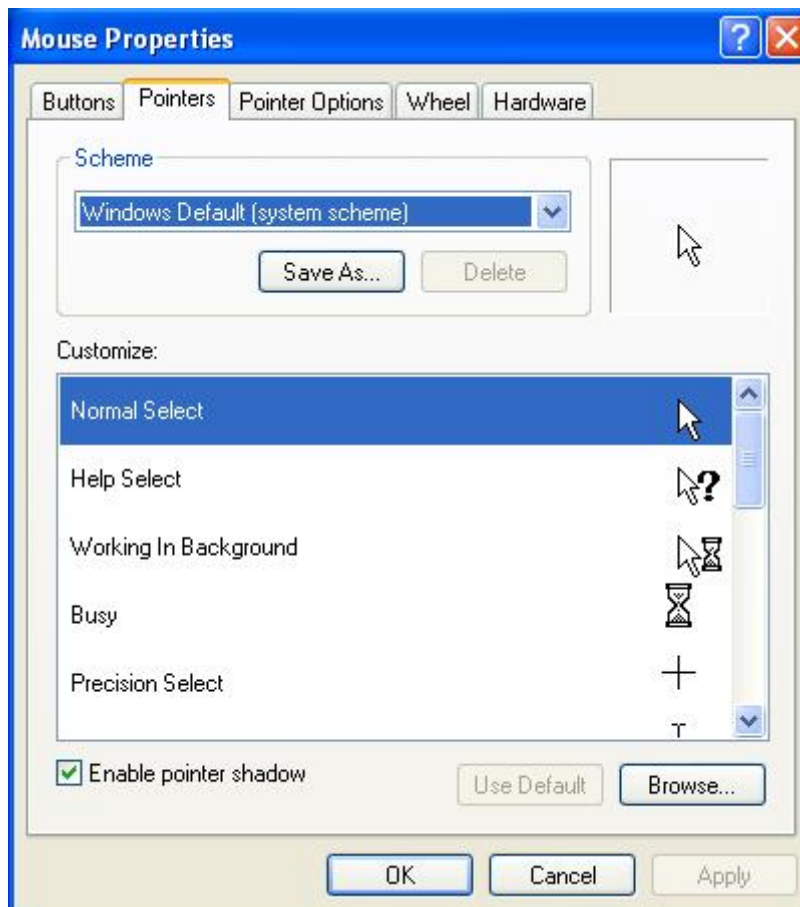 Mouse Properties
Buttons Pointers Pointer Options Wheel Hardware
Scheme
Windows Default (system scheme)
Save As... Delete
Customize:
Normal Select
Help Select
Working In Background
Busy
Precision Select
Enable pointer shadow
Use Default Browse...
OK Cancel Apply